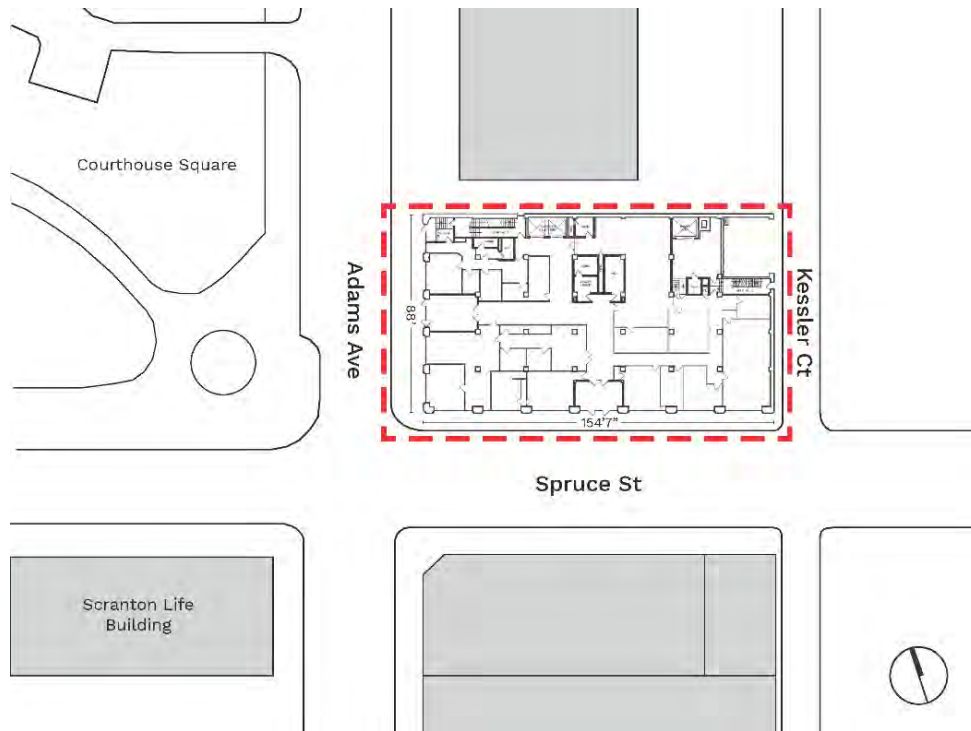 Courthouse Square
Adams Ave
88'
Kessler Ct
154'7"
Spruce St
Scranton Life
Building